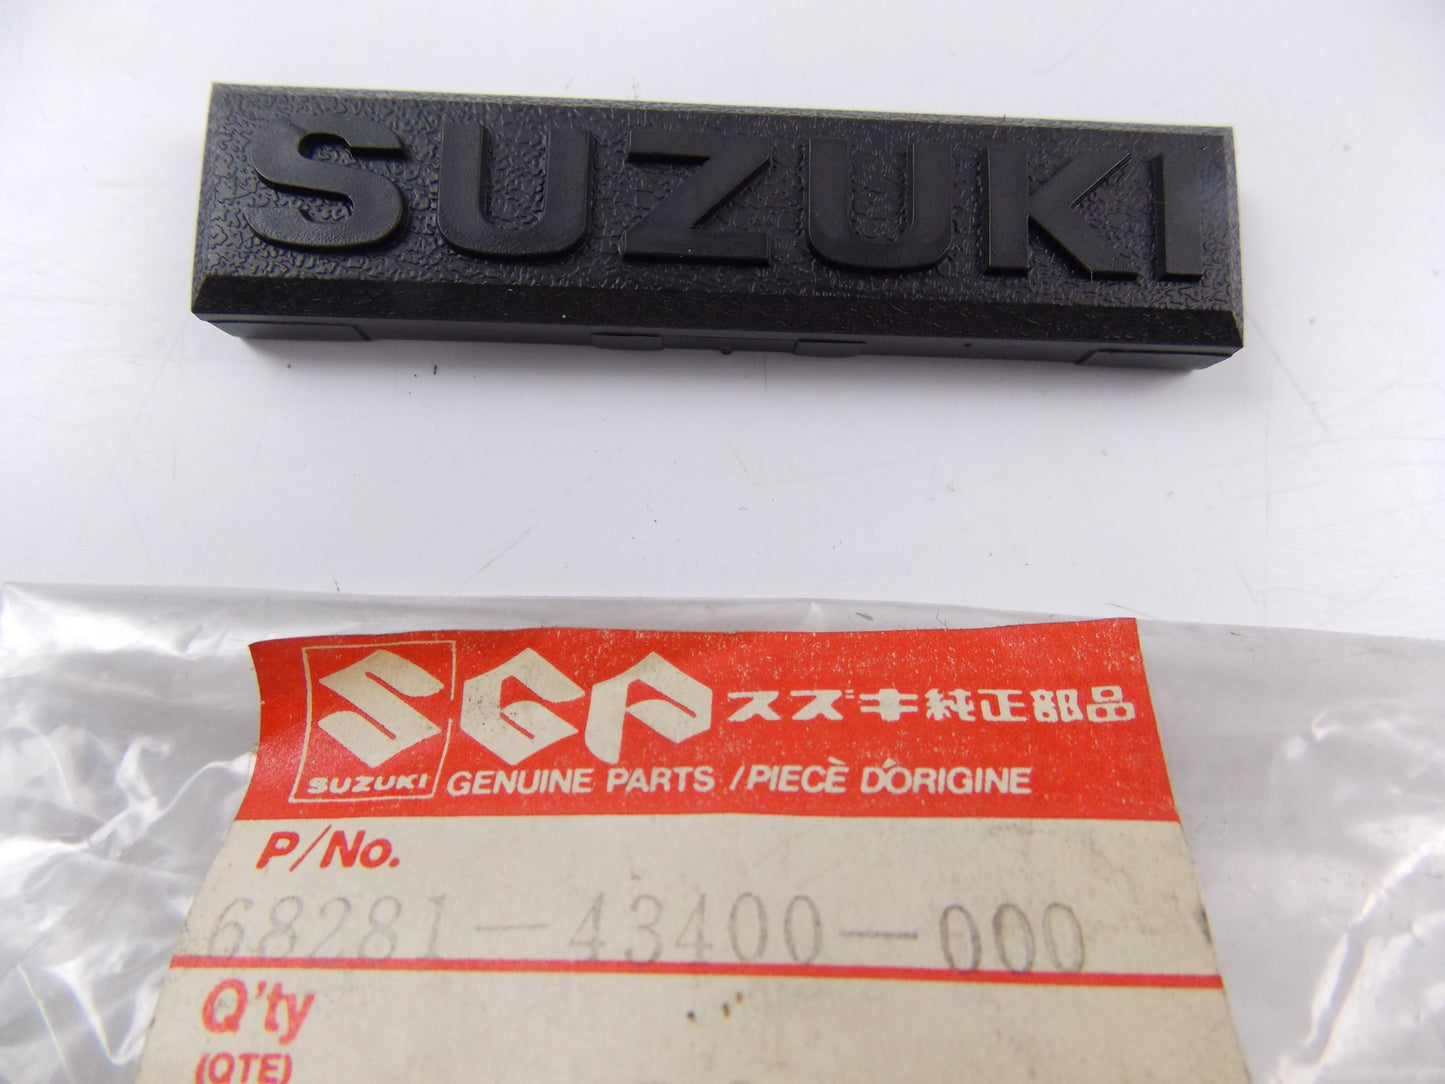 SUZUKI
SGP スズキ純正部品
SUZUKI GENUINE PARTS / PIECÈ D'ORIGINE
P/No.
68281-43400-000
Q'ty
(QTE)